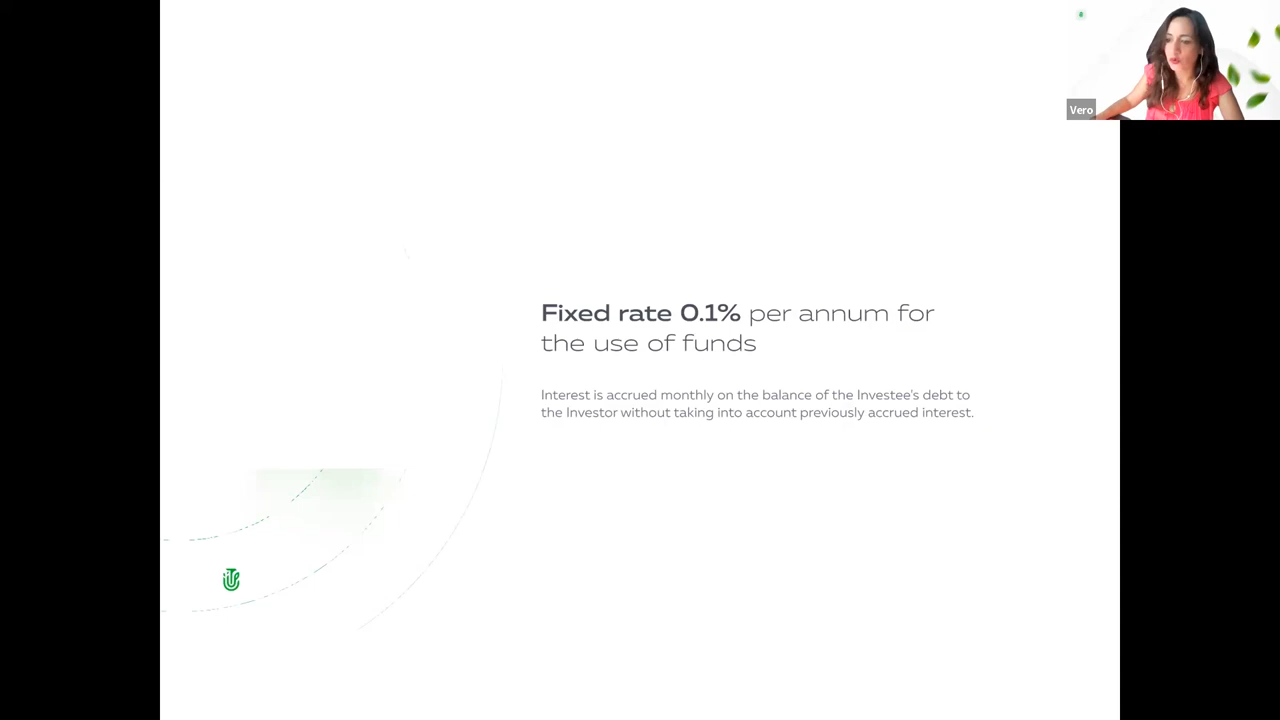 Vero
Fixed rate 0.1% per annum for
the use of funds
Interest is accrued monthly on the balance of the Investee's debt to
the Investor without taking into account previously accrued interest.